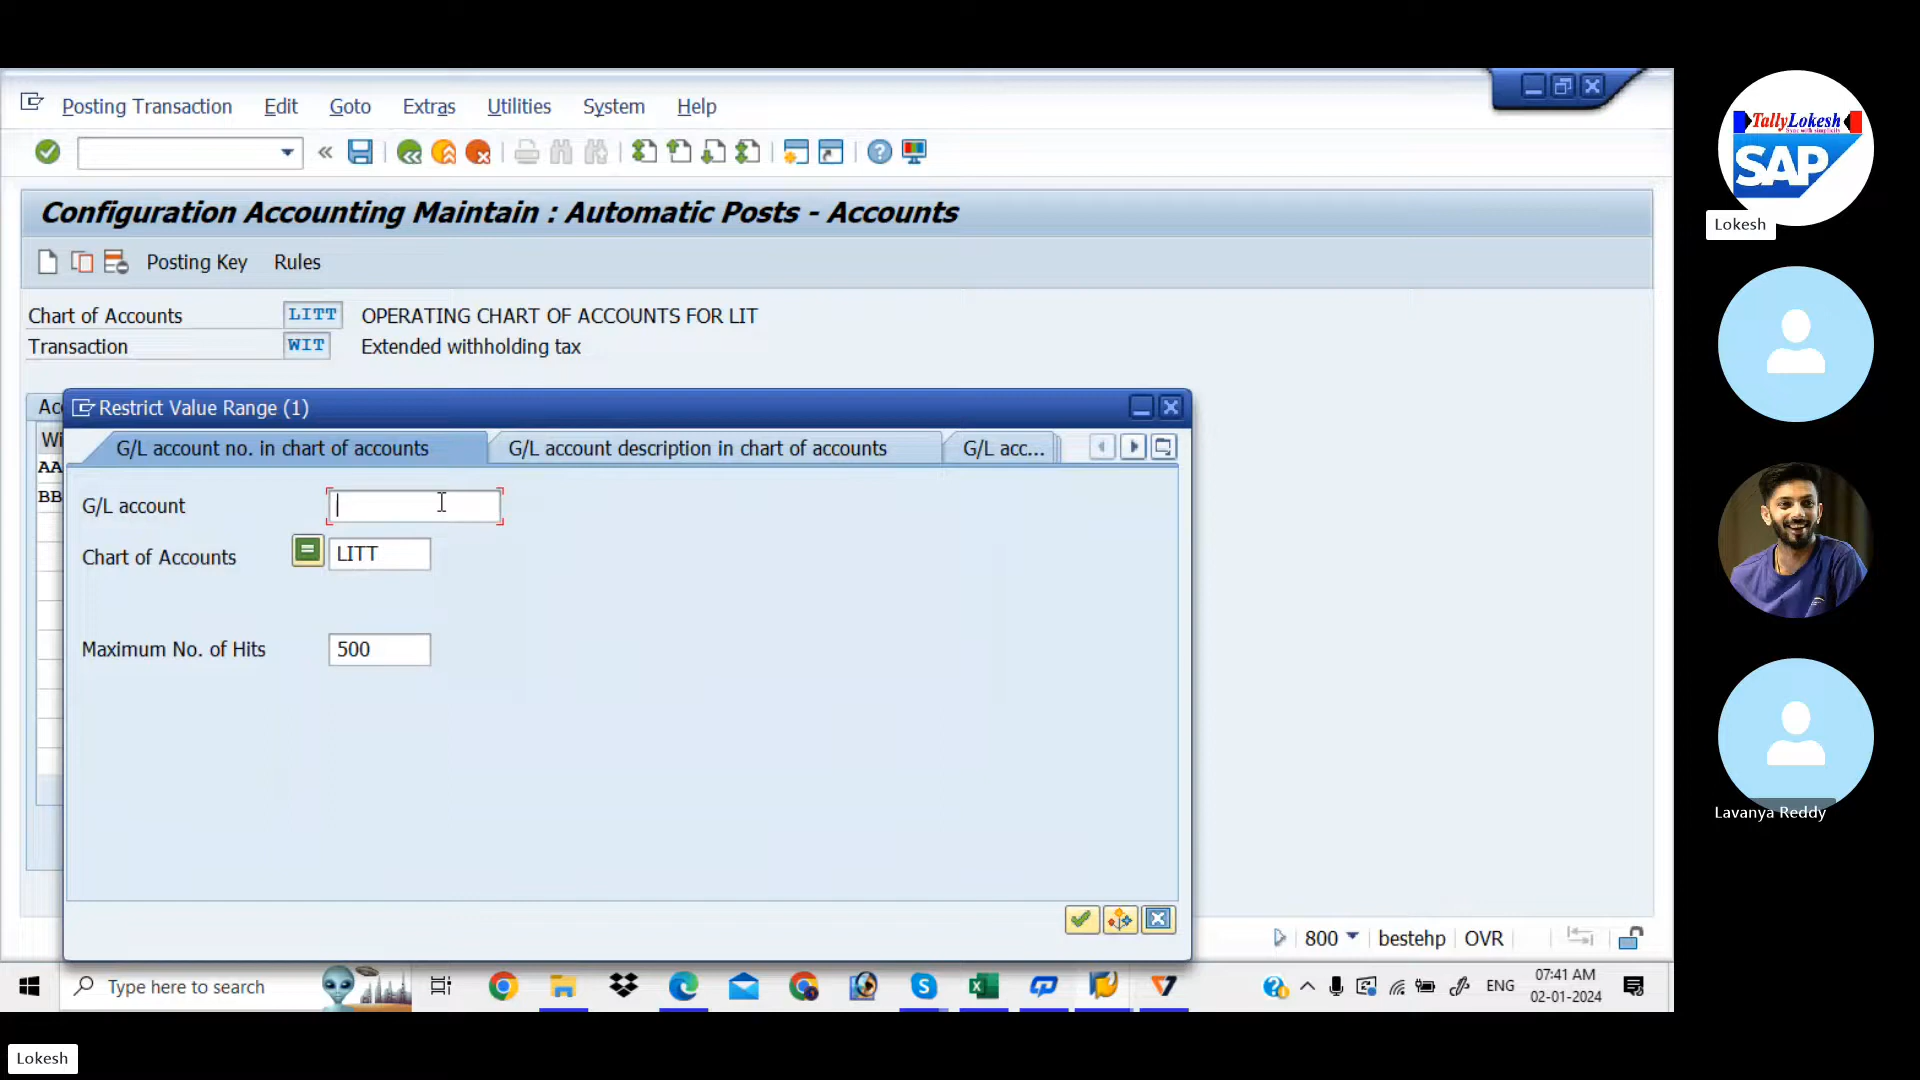 Posting Transaction Edit Goto Extras Utilities System Help
Configuration Accounting Maintain : Automatic Posts - Accounts
Posting Key Rules
Chart of Accounts LITT OPERATING CHART OF ACCOUNTS FOR LIT
Transaction WIT Extended withholding tax
Restrict Value Range (1)
G/L account no. in chart of accounts G/L account description in chart of accounts G/L acc...
AA
BB
G/L account
Chart of Accounts LITT
Maximum No. of Hits 500
800 bestehp OVR
Type here to search
ENG 07:41 AM
02-01-2024
TallyLokesh
SAP
Lokesh
Lavanya Reddy
Lokesh